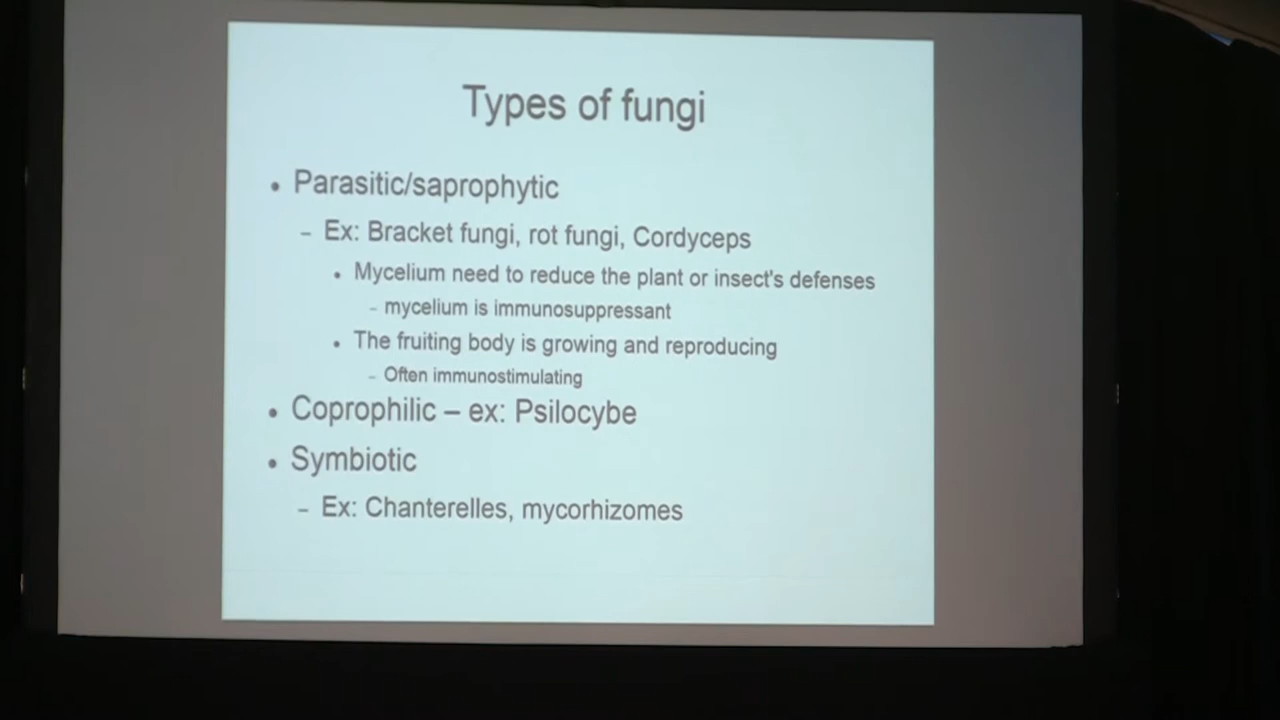 Types of fungi
• Parasitic/saprophytic
– Ex: Bracket fungi, rot fungi, Cordyceps
• Mycelium need to reduce the plant or insect's defenses
– mycelium is immunosuppressant
• The fruiting body is growing and reproducing
– Often immunostimulating
• Coprophilic – ex: Psilocybe
• Symbiotic
– Ex: Chanterelles, mycorhizomes